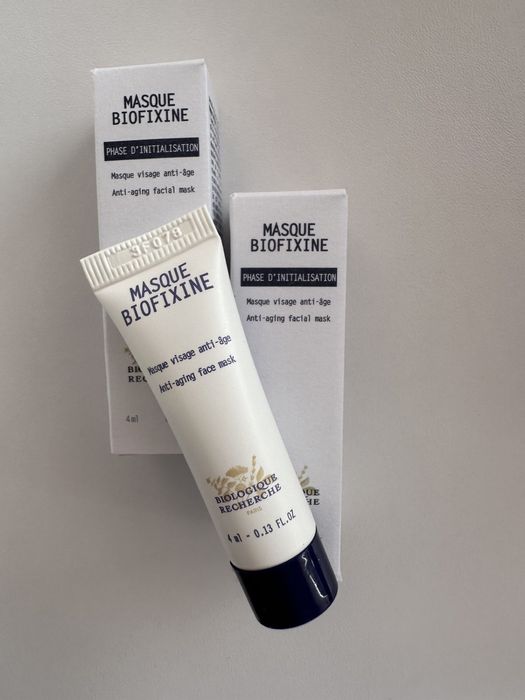 MASQUE
BIOFIXINE
PHASE D'INITIALISATION
Masque visage anti-âge
Anti-aging facial mask
4 ml
MASQUE
BIOFIXINE
PHASE D'INITIALISATION
Masque visage anti-âge
Anti-aging facial mask
MASQUE
BIOFIXINE
Masque visage anti-âge
Anti-aging face mask
BIOLOGIQUE
RECHERCHE
PARIS
4 ml - 0.13 FL.OZ